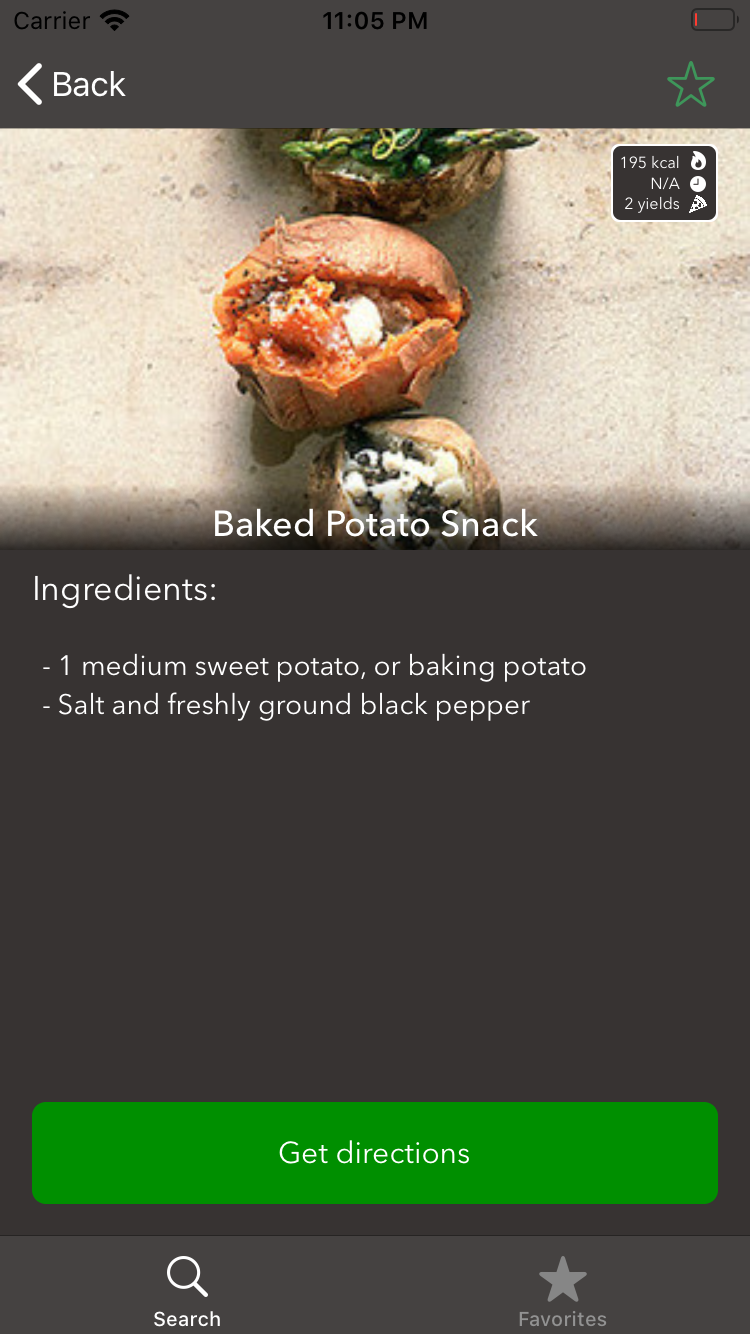 Carrier 11:05 PM
Back
195 kcal
N/A
2 yields
Baked Potato Snack
Ingredients:
- 1 medium sweet potato, or baking potato
- Salt and freshly ground black pepper
Get directions
Search Favorites